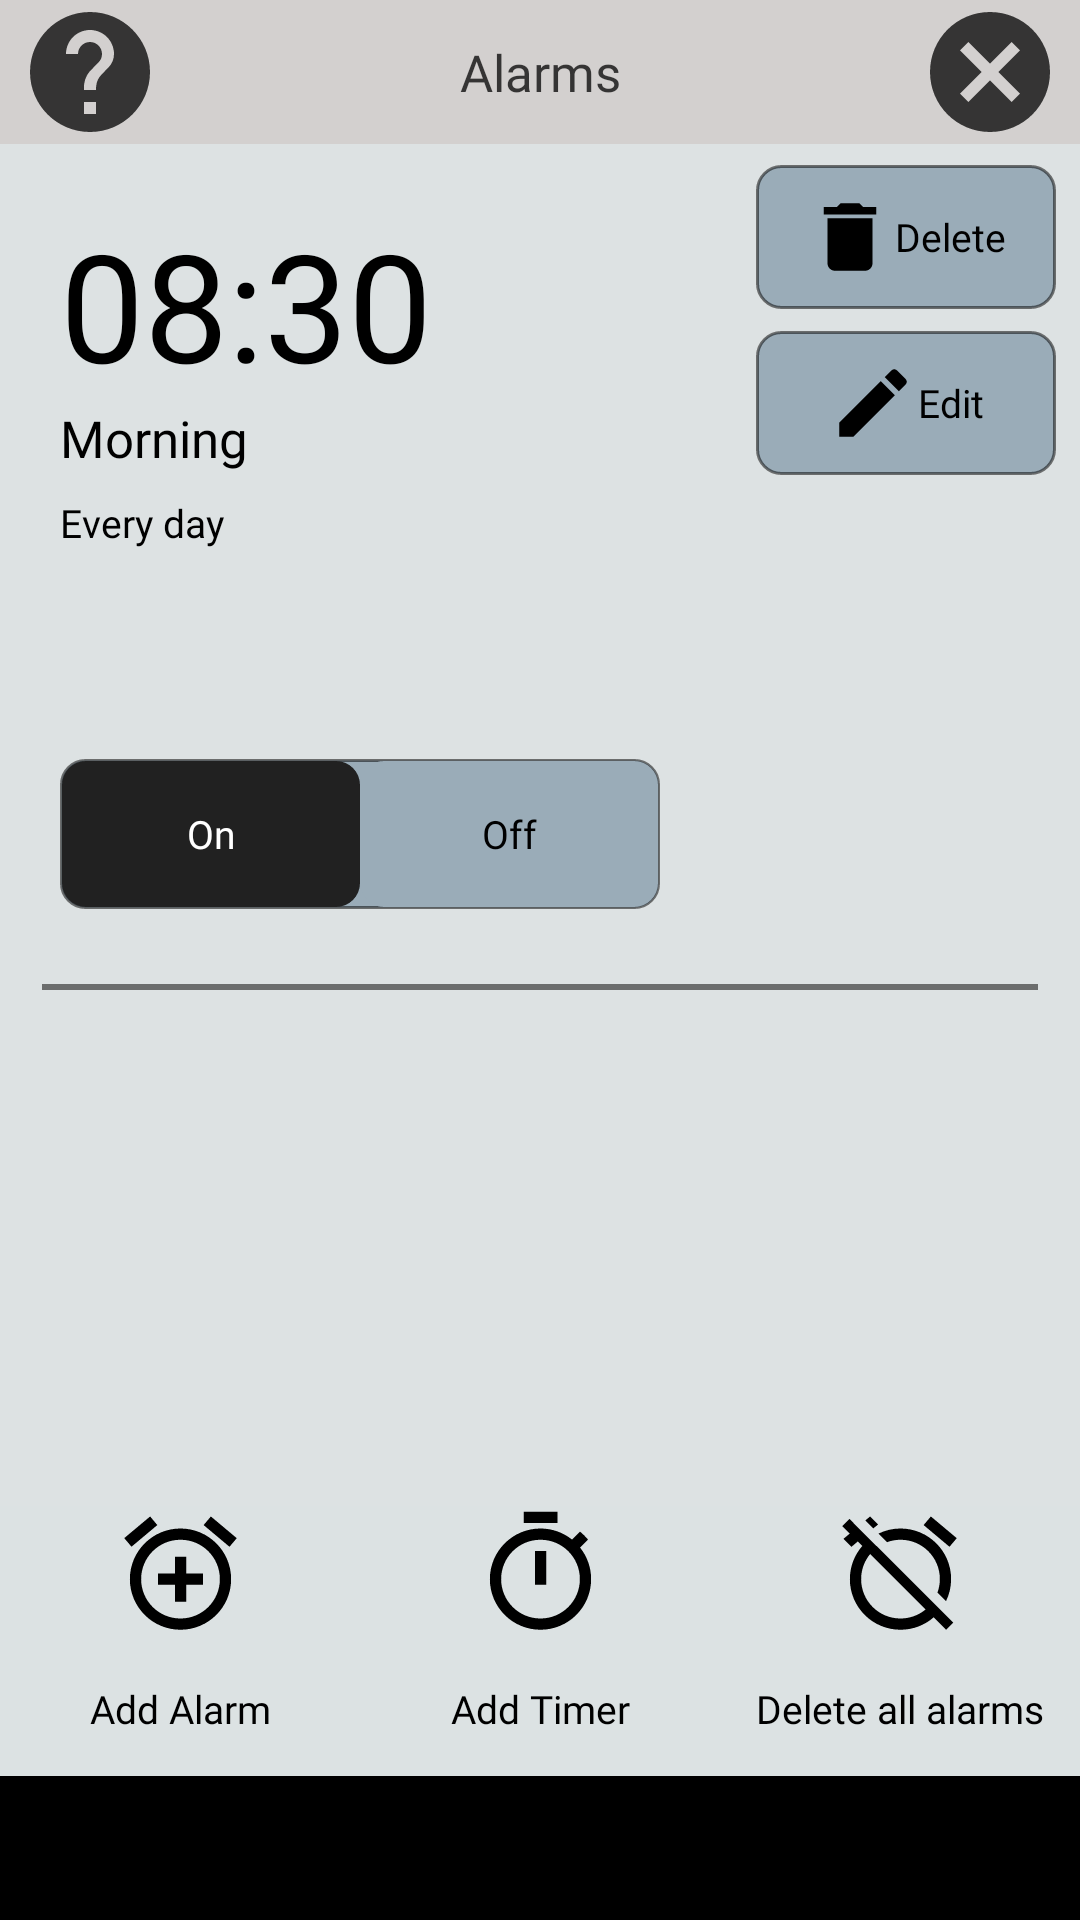 Alarms
Delete
08:30
Edit
Morning
Every day
On Off
Add Alarm Add Timer Delete all alarms